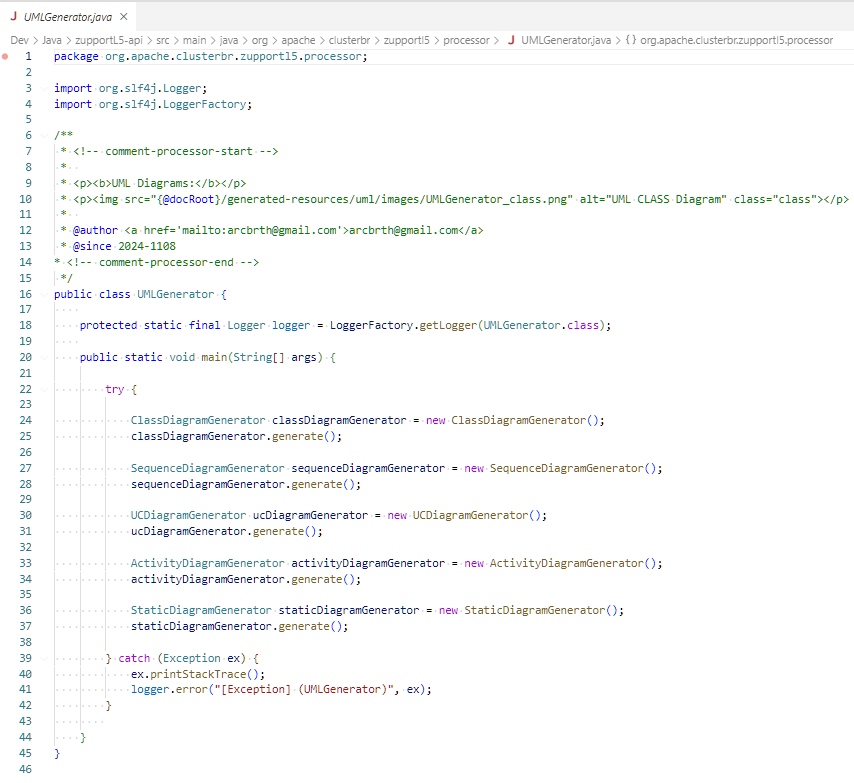 UMLGenerator.java ×
Dev > Java > zupportL5-api > src > main > java > org > apache > clusterbr > zupportl5 > processor > J UMLGenerator.java > {} org.apache.clusterbr.zupportl5.processor
1 package org.apache.clusterbr.zupportl5.processor;
2
3 import org.slf4j.Logger;
4 import org.slf4j.LoggerFactory;
5
6 /**
7  * <!-- comment-processor-start -->
8  *
9  * <p><b>UML Diagrams:</b></p>
10  * <p><img src="{@docRoot}/generated-resources/uml/images/UMLGenerator_class.png" alt="UML CLASS Diagram" class="class"></p>
11  *
12  * @author <a href='mailto:arcbrth@gmail.com'>arcbrth@gmail.com</a>
13  * @since 2024-1108
14 * <!-- comment-processor-end -->
15  */
16 public class UMLGenerator {
17
18     protected static final Logger logger = LoggerFactory.getLogger(UMLGenerator.class);
19
20     public static void main(String[] args) {
21
22         try {
23
24             ClassDiagramGenerator classDiagramGenerator = new ClassDiagramGenerator();
25             classDiagramGenerator.generate();
26
27             SequenceDiagramGenerator sequenceDiagramGenerator = new SequenceDiagramGenerator();
28             sequenceDiagramGenerator.generate();
29
30             UCDiagramGenerator ucDiagramGenerator = new UCDiagramGenerator();
31             ucDiagramGenerator.generate();
32
33             ActivityDiagramGenerator activityDiagramGenerator = new ActivityDiagramGenerator();
34             activityDiagramGenerator.generate();
35
36             StaticDiagramGenerator staticDiagramGenerator = new StaticDiagramGenerator();
37             staticDiagramGenerator.generate();
38
39         } catch (Exception ex) {
40             ex.printStackTrace();
41             logger.error("[Exception] (UMLGenerator)", ex);
42         }
43
44     }
45 }
46